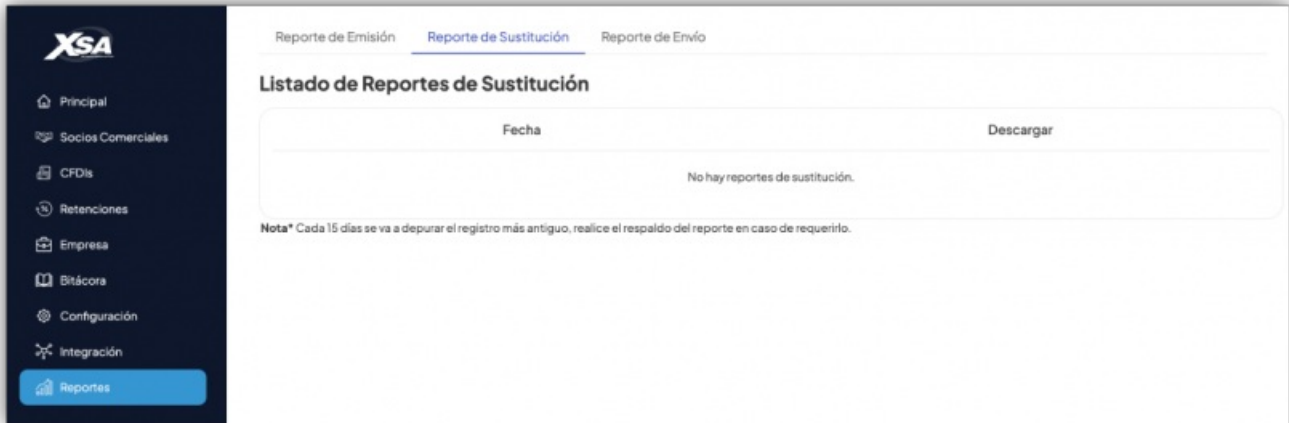 XSA
Principal
Socios Comerciales
CFDIs
Retenciones
Empresa
Bitácora
Configuración
Integración
Reportes
Reporte de Emisión Reporte de Sustitución Reporte de Envío
Listado de Reportes de Sustitución
Fecha Descargar
No hay reportes de sustitución.
Nota* Cada 15 días se va a depurar el registro más antiguo, realice el respaldo del reporte en caso de requerirlo.